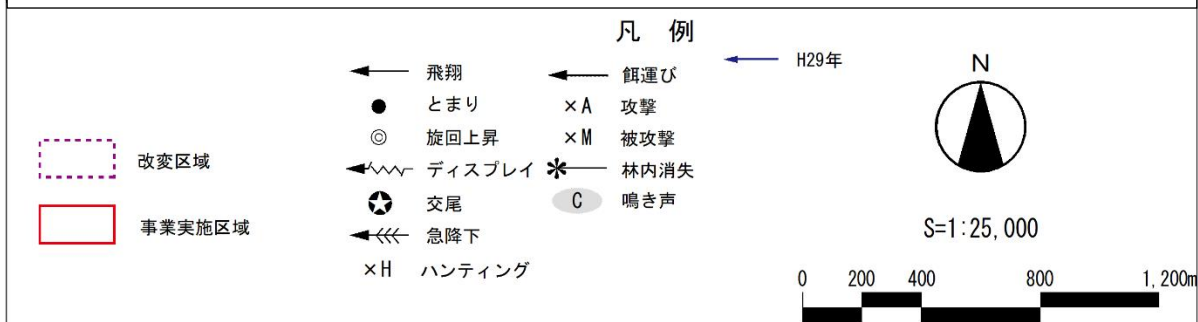 凡 例
改変区域
事業実施区域
飛翔
とまり
旋回上昇
ディスプレイ
交尾
急降下
×H ハンティング
餌運び
×A 攻撃
×M 被攻撃
林内消失
C 鳴き声
H29年
N
S=1:25,000
0 200 400 800 1,200m